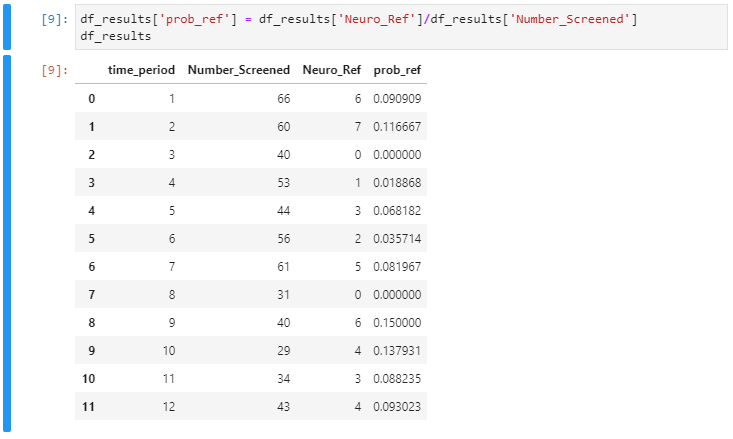 [9]: df_results['prob_ref'] = df_results['Neuro_Ref']/df_results['Number_Screened']
df_results
[9]: time_period Number_Screened Neuro_Ref prob_ref
0 1 66 6 0.090909
1 2 60 7 0.116667
2 3 40 0 0.000000
3 4 53 1 0.018868
4 5 44 3 0.068182
5 6 56 2 0.035714
6 7 61 5 0.081967
7 8 31 0 0.000000
8 9 40 6 0.150000
9 10 29 4 0.137931
10 11 34 3 0.088235
11 12 43 4 0.093023